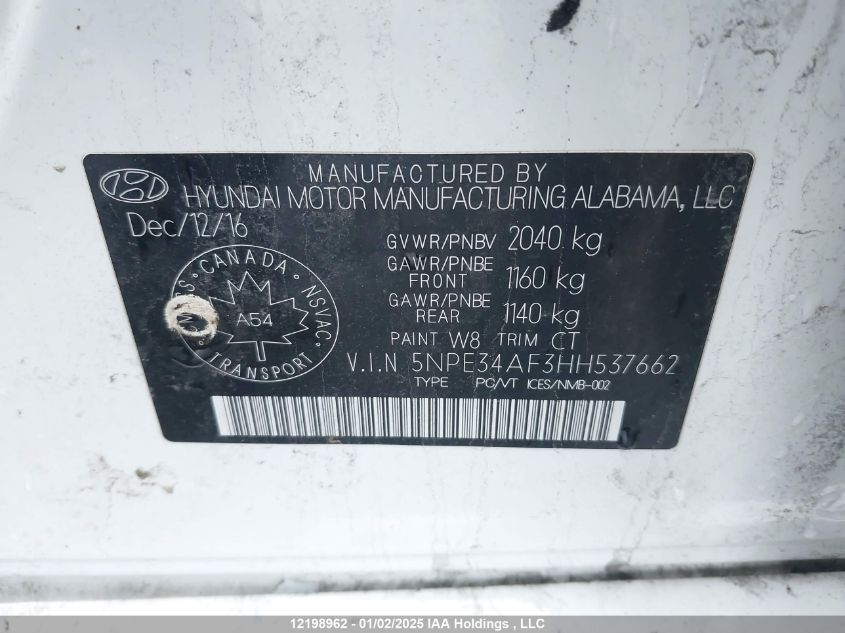 MANUFACTURED BY
HYUNDAI MOTOR MANUFACTURING ALABAMA, LLC
Dec/12/16
GVWR/PNBV 2040 kg
GAWR/PNBE
FRONT 1160 kg
GAWR/PNBE
REAR 1140 kg
PAINT W8 TRIM CT
V.I.N 5NPE34AF3HH537662
TYPE PC/VT ICES/NMB-002
CANADA
NSVAC
A54
TRANSPORT
12198962 - 01/02/2025 IAA Holdings , LLC